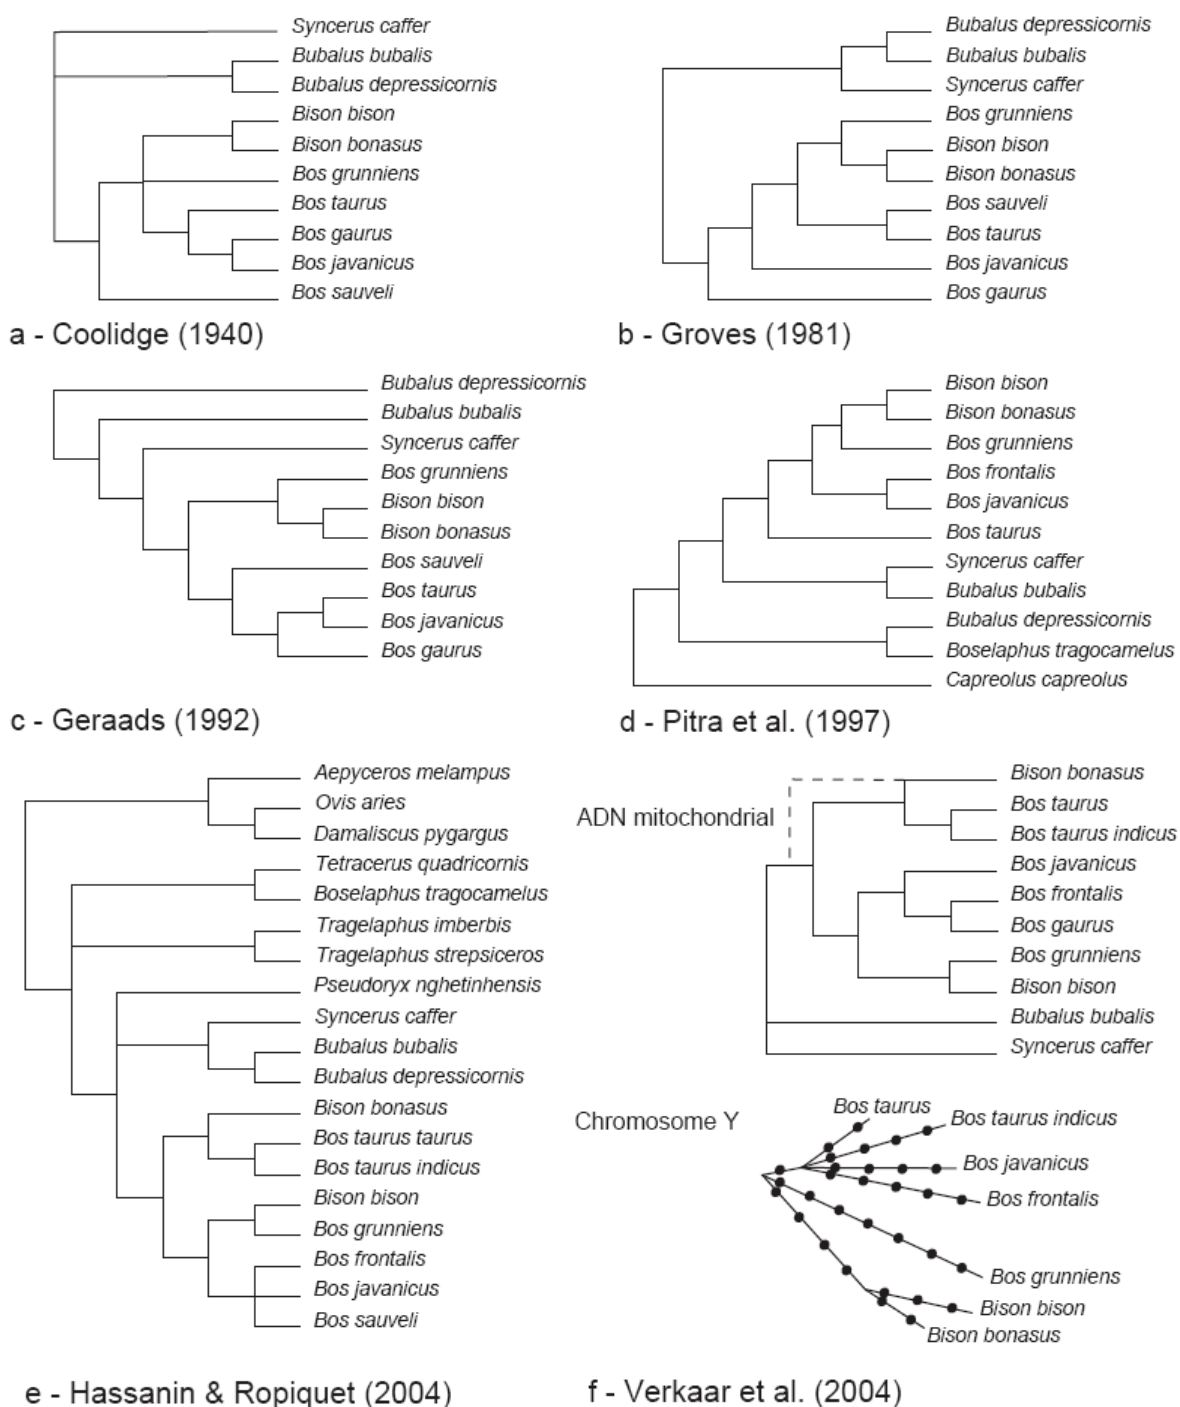 Syncerus caffer
Bubalus bubalis
Bubalus depressicornis
Bison bison
Bison bonasus
Bos grunniens
Bos taurus
Bos gaurus
Bos javanicus
Bos sauveli
a - Coolidge (1940)
Bubalus depressicornis
Bubalus bubalis
Syncerus caffer
Bos grunniens
Bison bison
Bison bonasus
Bos sauveli
Bos taurus
Bos javanicus
Bos gaurus
b - Groves (1981)
Bubalus depressicornis
Bubalus bubalis
Syncerus caffer
Bos grunniens
Bison bison
Bison bonasus
Bos sauveli
Bos taurus
Bos javanicus
Bos gaurus
c - Geraads (1992)
Bison bison
Bison bonasus
Bos grunniens
Bos frontalis
Bos javanicus
Bos taurus
Syncerus caffer
Bubalus bubalis
Bubalus depressicornis
Boselaphus tragocamelus
Capreolus capreolus
d - Pitra et al. (1997)
Aepyceros melampus
Ovis aries
Damaliscus pygargus
Tetracerus quadricornis
Boselaphus tragocamelus
Tragelaphus imberbis
Tragelaphus strepsiceros
Pseudoryx nghetinhensis
Syncerus caffer
Bubalus bubalis
Bubalus depressicornis
Bison bonasus
Bos taurus taurus
Bos taurus indicus
Bison bison
Bos grunniens
Bos frontalis
Bos javanicus
Bos sauveli
e - Hassanin & Ropiquet (2004)
ADN mitochondrial
Bison bonasus
Bos taurus
Bos taurus indicus
Bos javanicus
Bos frontalis
Bos gaurus
Bos grunniens
Bison bison
Bubalus bubalis
Syncerus caffer
Chromosome Y
Bos taurus
Bos taurus indicus
Bos javanicus
Bos frontalis
Bos grunniens
Bison bison
Bison bonasus
f - Verkaar et al. (2004)